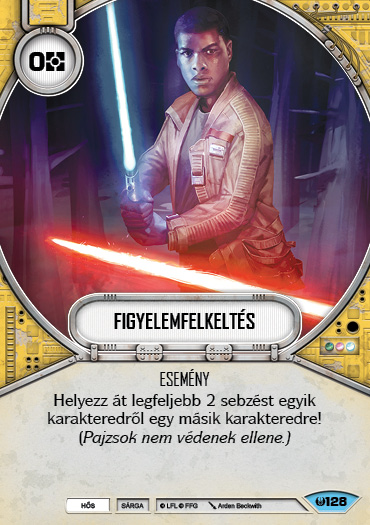 0
FIGYELEMFELKELTÉS
ESEMÉNY
Helyezz át legfeljebb 2 sebzést egyik
karakteredről egy másik karakteredre!
(Pajzsok nem védenek ellene.)
HŐS SÁRGA © LFL © FFG Arden Beckwith 128